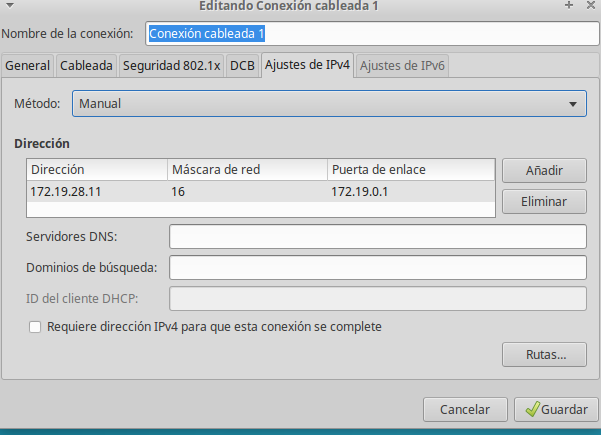 Editando Conexión cableada 1
Nombre de la conexión: Conexión cableada 1
General Cableada Seguridad 802.1x DCB Ajustes de IPv4 Ajustes de IPv6
Método: Manual
Dirección
Dirección Máscara de red Puerta de enlace Añadir
172.19.28.11 16 172.19.0.1
Eliminar
Servidores DNS:
Dominios de búsqueda:
ID del cliente DHCP:
Requiere dirección IPv4 para que esta conexión se complete
Rutas...
Cancelar Guardar